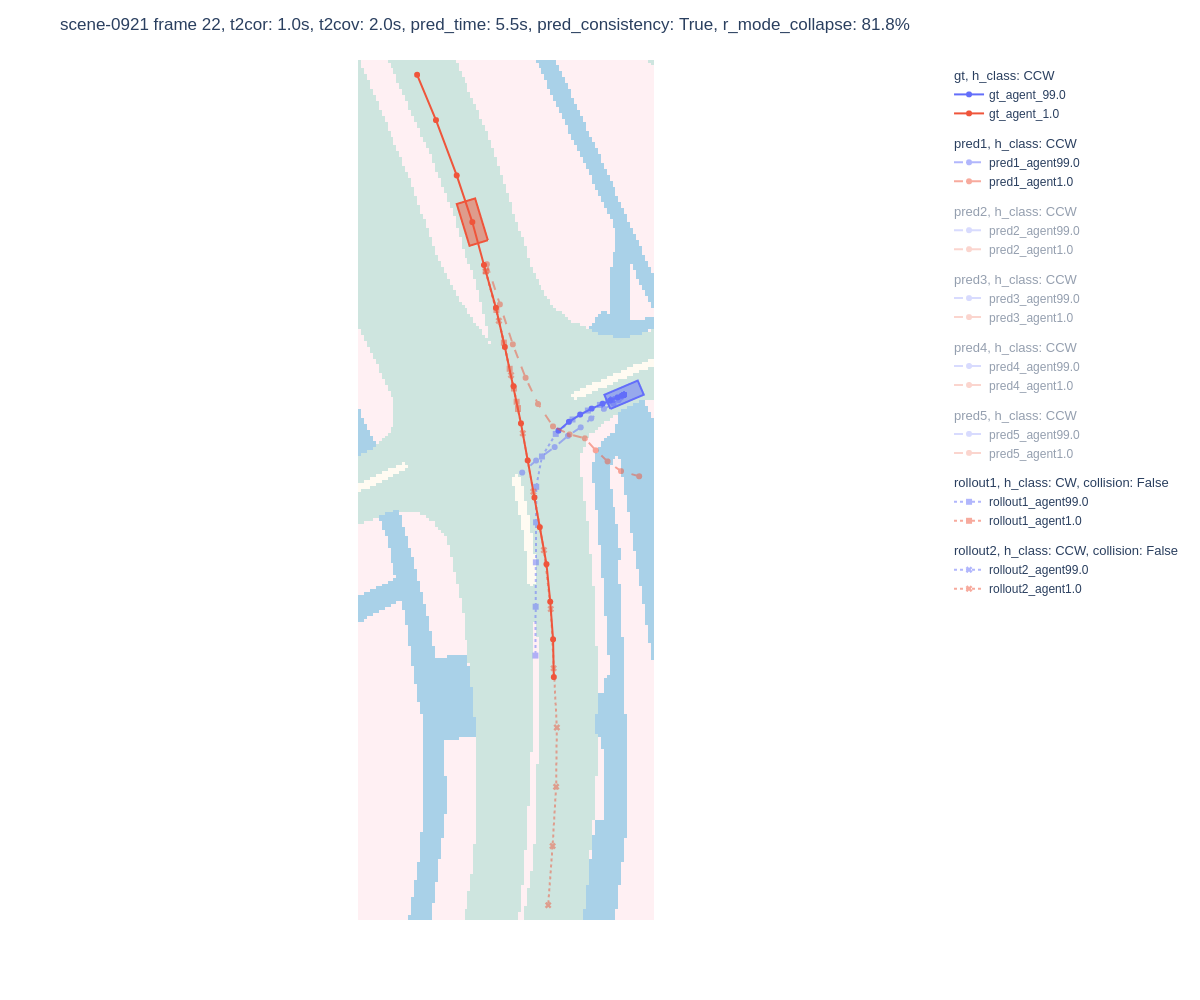 scene-0921 frame 22, t2cor: 1.0s, t2cov: 2.0s, pred_time: 5.5s, pred_consistency: True, r_mode_collapse: 81.8%
gt, h_class: CCW
gt_agent_99.0
gt_agent_1.0
pred1, h_class: CCW
pred1_agent99.0
pred1_agent1.0
pred2, h_class: CCW
pred2_agent99.0
pred2_agent1.0
pred3, h_class: CCW
pred3_agent99.0
pred3_agent1.0
pred4, h_class: CCW
pred4_agent99.0
pred4_agent1.0
pred5, h_class: CCW
pred5_agent99.0
pred5_agent1.0
rollout1, h_class: CW, collision: False
rollout1_agent99.0
rollout1_agent1.0
rollout2, h_class: CCW, collision: False
rollout2_agent99.0
rollout2_agent1.0